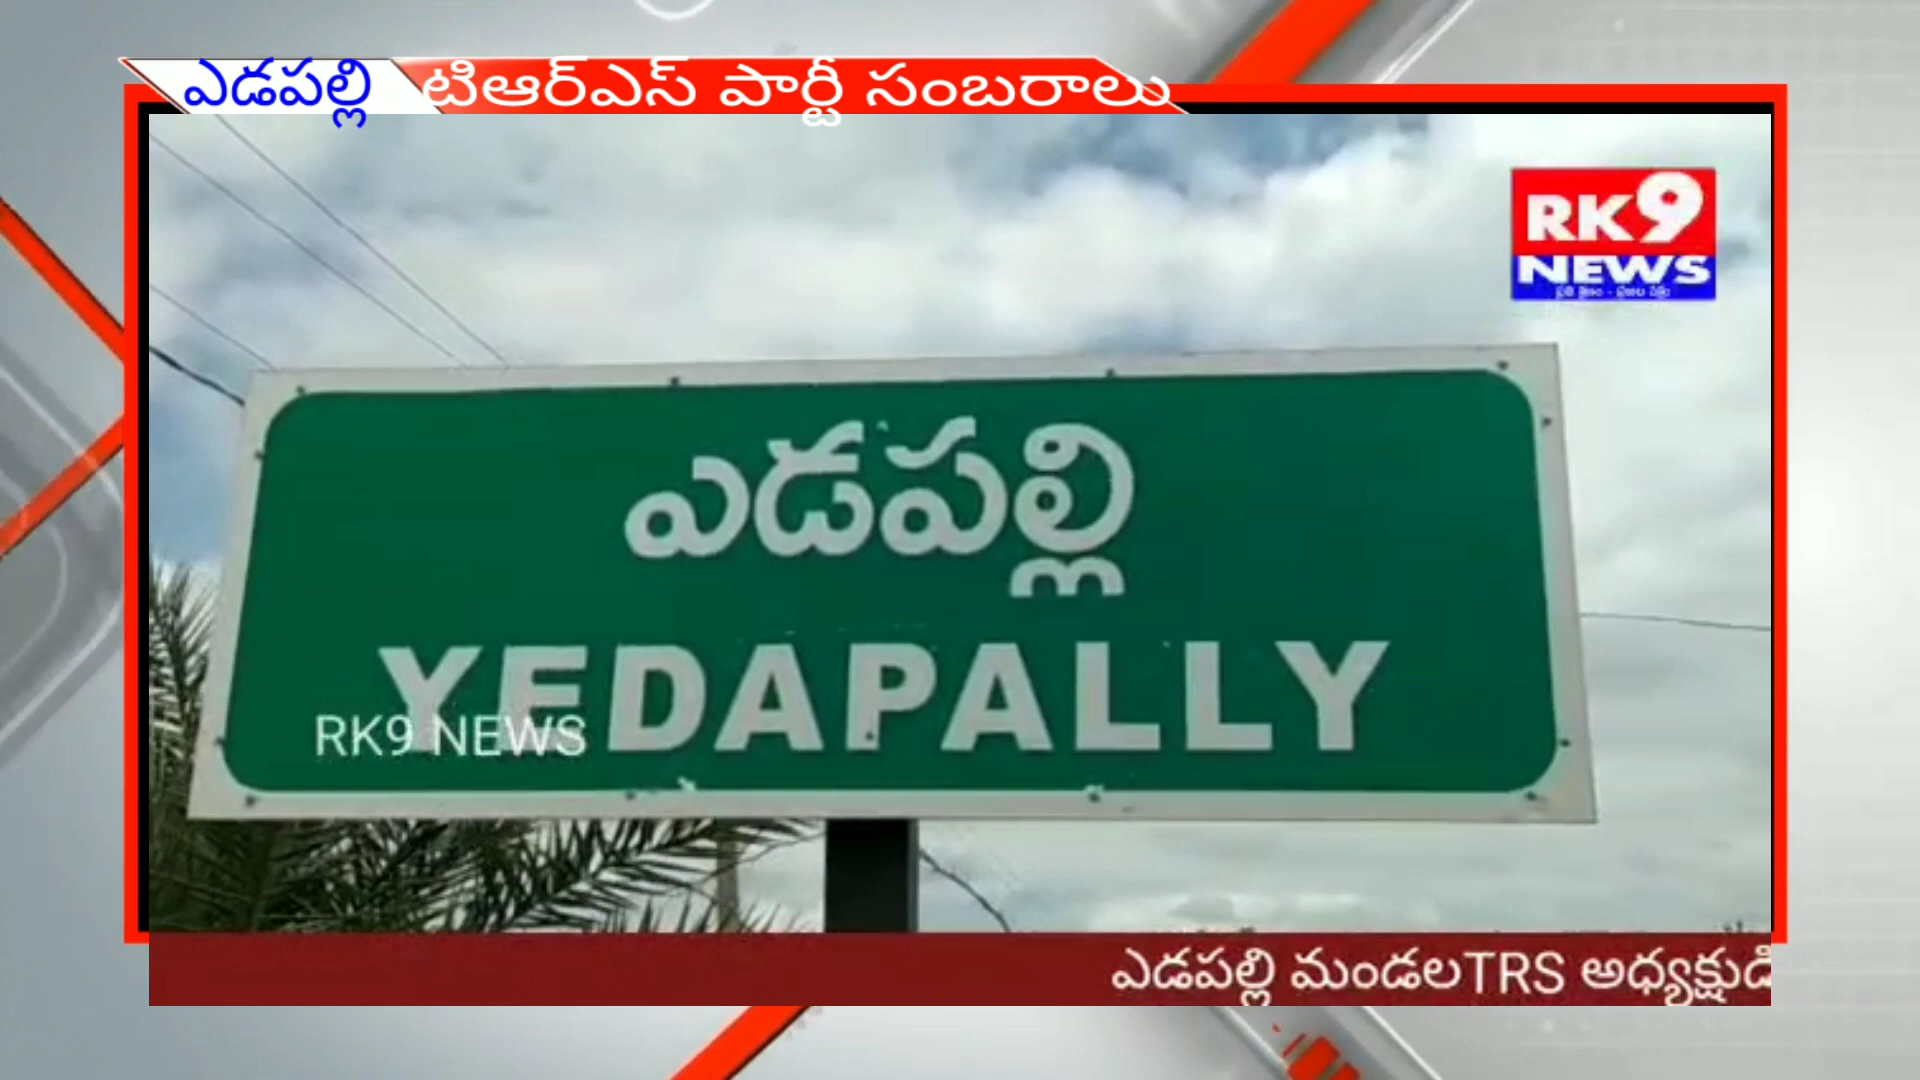 ఎడపల్లి టిఆర్ఎస్ పార్టీ సంబరాలు
RK9
NEWS
ఎడపల్లి
YEDAPALLY
RK9 NEWS
ఎడపల్లి మండలTRS అధ్యక్షుడి